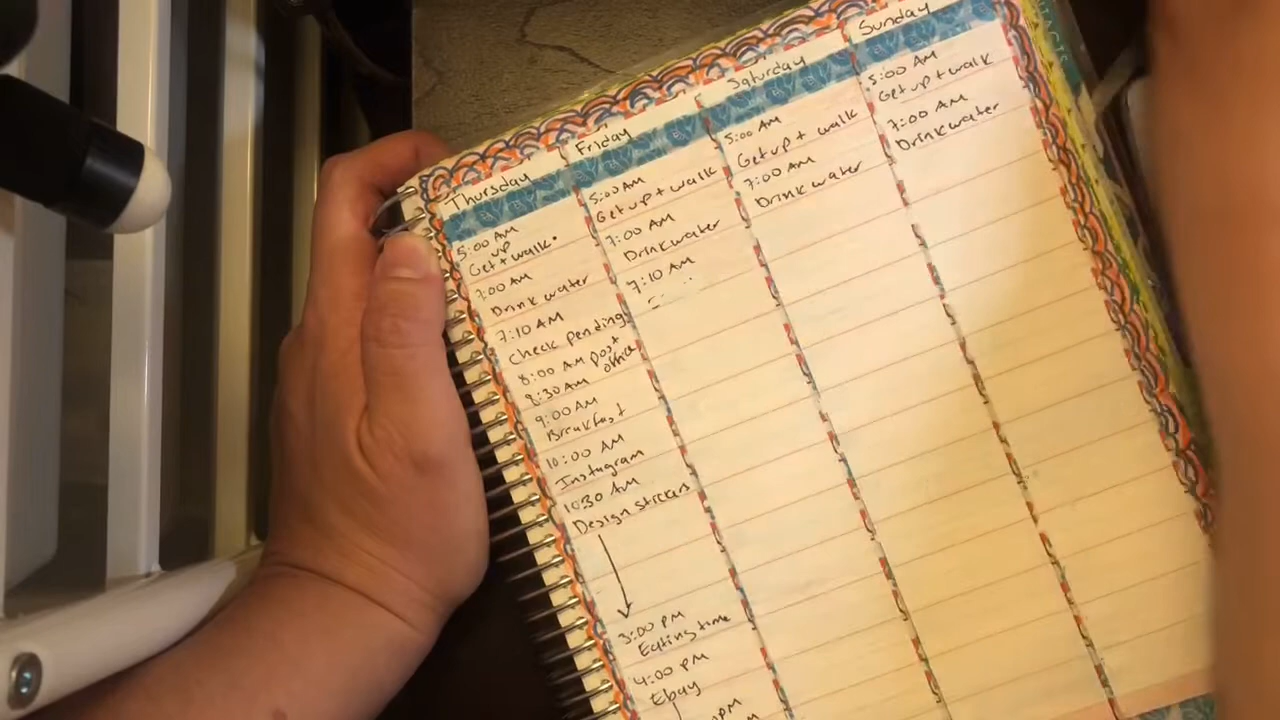 Thursday
5:00 AM
up
Get + walk.
7:00 AM
Drink water
7:10 AM
Check pending
8:00 AM Post
office
8:30 AM
9:00 AM
Breakfast
10:00 AM
Instagram
10:30 AM
Design stickers
3:00 PM
Eating time
4:00 PM
Ebay
PM
Friday
5:00 AM
Get up + walk
7:00 AM
Drink water
7:10 AM
Saturday
5:00 AM
Get up + walk
7:00 AM
Drink water
Sunday
5:00 AM
Get up + walk
7:00 AM
Drink water